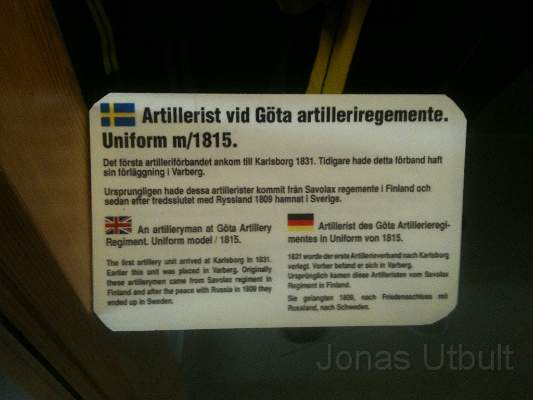 Artillerist vid Göta artilleriregemente.
Uniform m/1815.
Det första artilleriförbandet ankom till Karlsborg 1831. Tidigare hade detta förband haft
sin förläggning i Varberg.
Ursprungligen hade dessa artillerister kommit från Savolax regemente i Finland och
sedan efter fredsslutet med Ryssland 1809 hamnat i Sverige.
An artilleryman at Göta Artillery
Regiment. Uniform model / 1815.
The first artillery unit arrived at Karlsborg in 1831.
Earlier this unit was placed in Varberg. Originally
these artillerymen came from Savolax regiment in
Finland and after the peace with Russia in 1809 they
ended up in Sweden.
Artillerist des Göta Artillerieregi-
mentes in Uniform von 1815.
1831 wurde der erste Artillerieverband nach Karlsborg
verlegt. Vorher befand er sich in Varberg.
Ursprünglich kamen diese Artilleristen vom Savolax
Regiment in Finland.
Sie gelangten 1809, nach Friedensschluss mit
Russland, nach Schweden.
Jonas Utbult